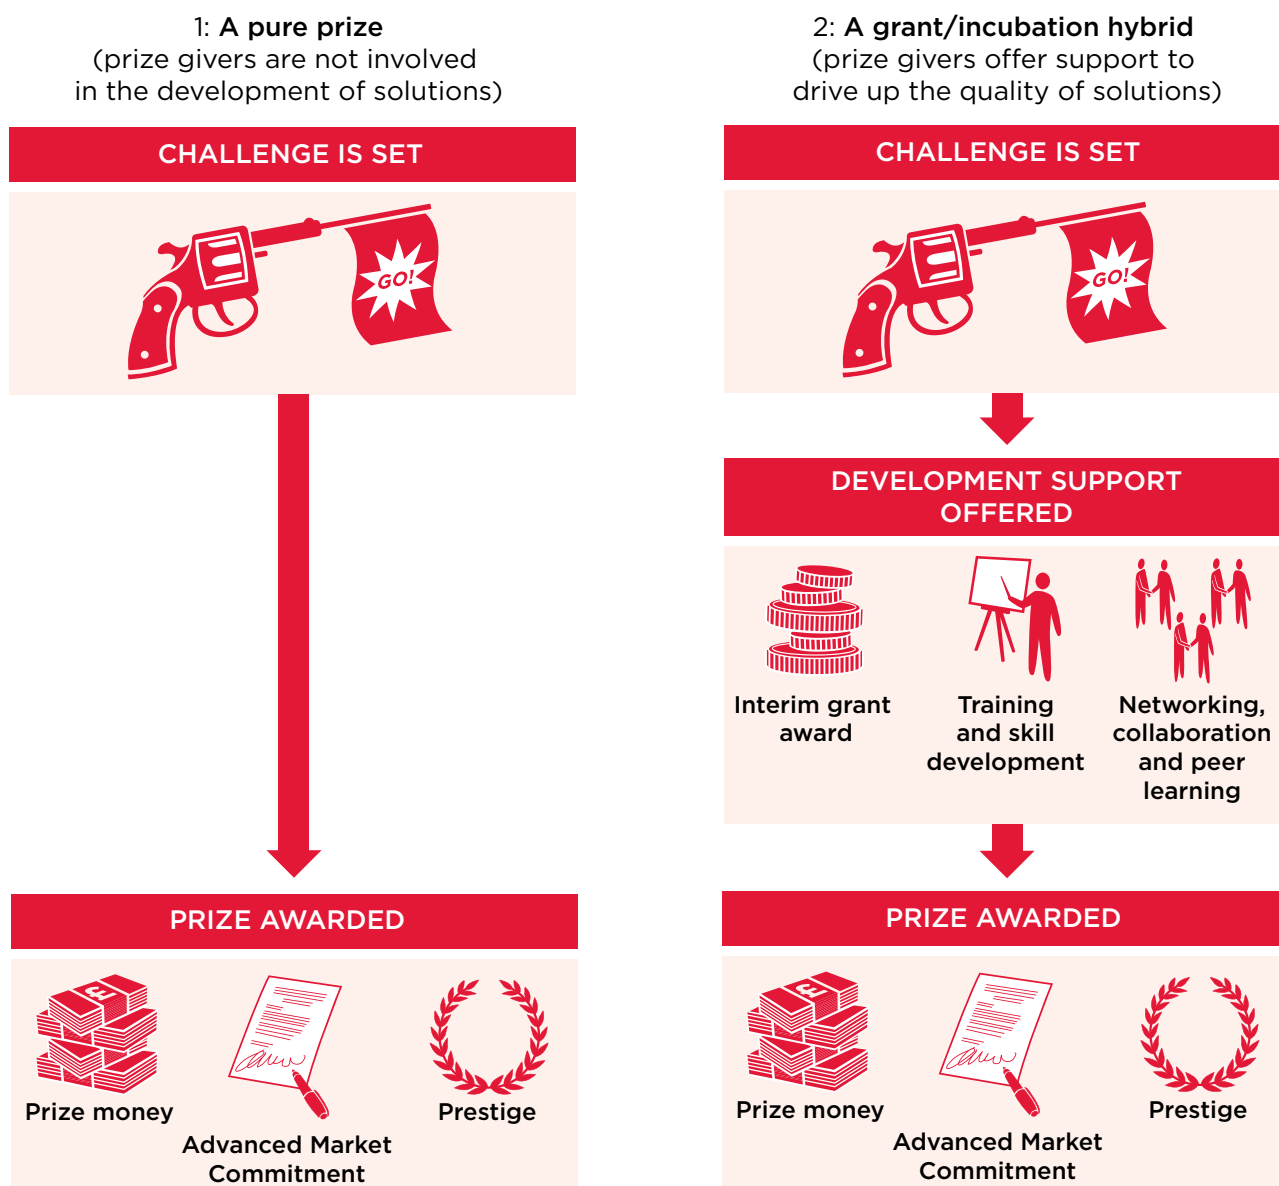 1: A pure prize
(prize givers are not involved
in the development of solutions)
CHALLENGE IS SET
GO!
PRIZE AWARDED
£
Prize money
Advanced Market
Commitment
Prestige
2: A grant/incubation hybrid
(prize givers offer support to
drive up the quality of solutions)
CHALLENGE IS SET
GO!
DEVELOPMENT SUPPORT
OFFERED
Interim grant
award
Training
and skill
development
Networking,
collaboration
and peer
learning
PRIZE AWARDED
£
Prize money
Advanced Market
Commitment
Prestige